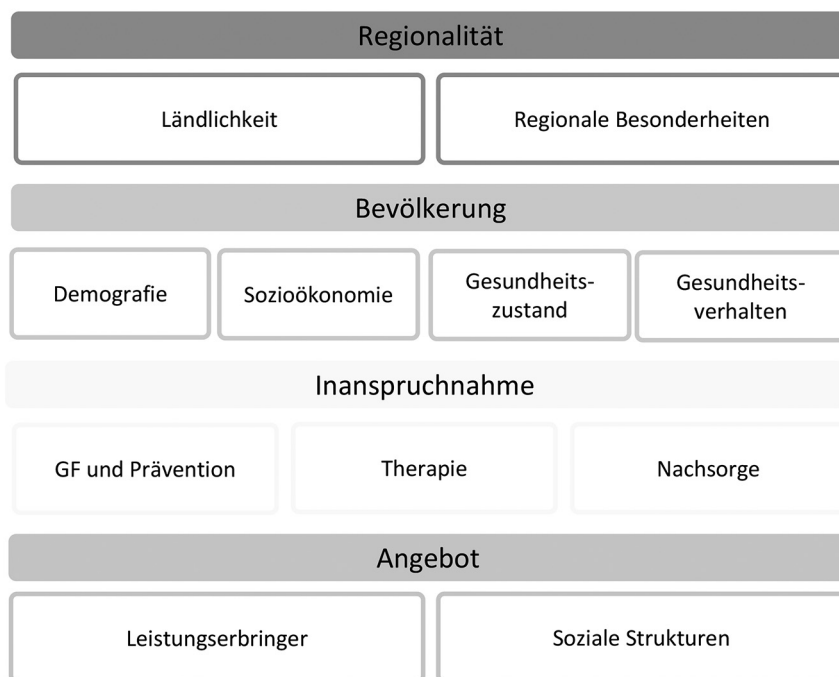 Regionalität
Ländlichkeit
Regionale Besonderheiten
Bevölkerung
Demografie
Sozioökonomie
Gesundheits-
zustand
Gesundheits-
verhalten
Inanspruchnahme
GF und Prävention
Therapie
Nachsorge
Angebot
Leistungserbringer
Soziale Strukturen